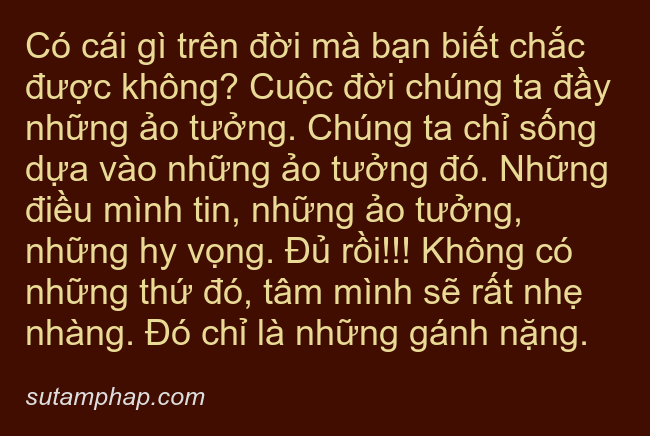 Có cái gì trên đời mà bạn biết chắc
được không? Cuộc đời chúng ta đầy
những ảo tưởng. Chúng ta chỉ sống
dựa vào những ảo tưởng đó. Những
điều mình tin, những ảo tưởng,
những hy vọng. Đủ rồi!!! Không có
những thứ đó, tâm mình sẽ rất nhẹ
nhàng. Đó chỉ là những gánh nặng.
sutamphap.com